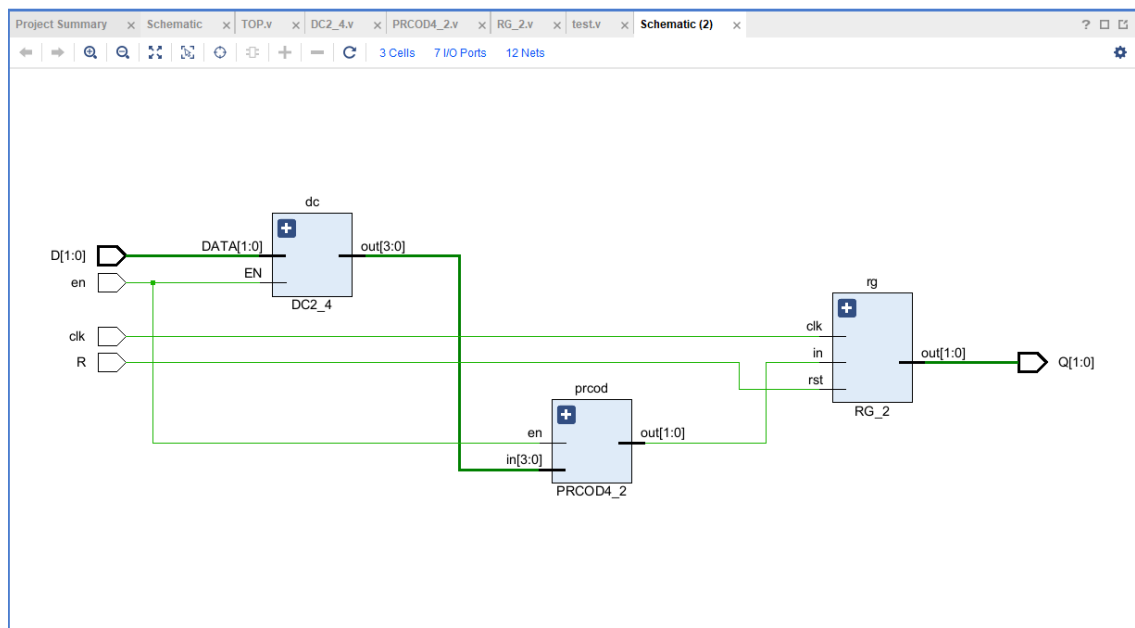 Project Summary × Schematic × TOP.v × DC2_4.v × PRCOD4_2.v × RG_2.v × test.v × Schematic (2) × ?
3 Cells 7 I/O Ports 12 Nets
dc
D[1:0] DATA[1:0] out[3:0]
en EN
DC2_4
rg
clk clk
R in out[1:0] Q[1:0]
rst
RG_2
prcod
en out[1:0]
in[3:0]
PRCOD4_2